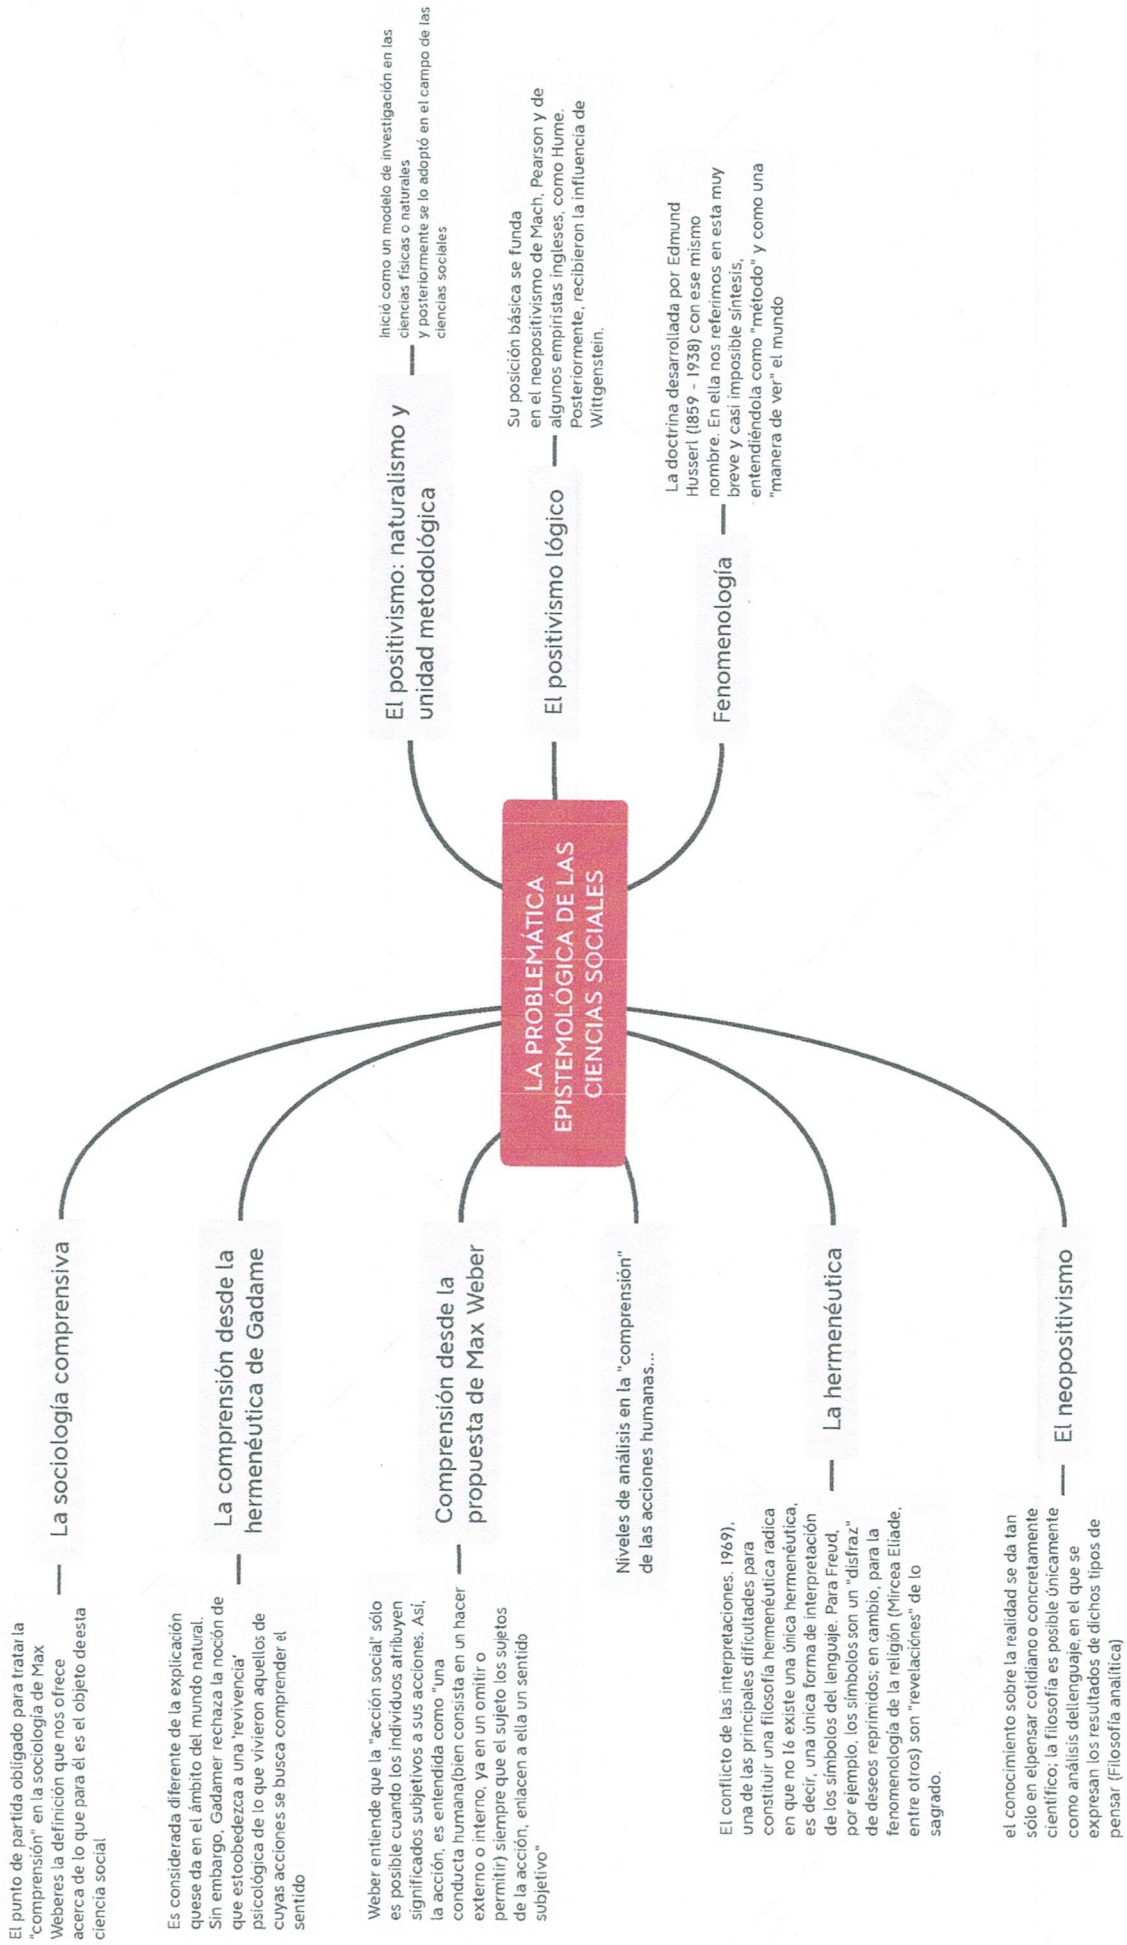 LA PROBLEMÁTICA
EPISTEMOLÓGICA DE LAS
CIENCIAS SOCIALES
El positivismo: naturalismo y
unidad metodológica
Inició como un modelo de investigación en las
ciencias físicas o naturales
y posteriormente se lo adoptó en el campo de las
ciencias sociales
El positivismo lógico
Su posición básica se funda
en el neopositivismo de Mach, Pearson y de
algunos empiristas ingleses, como Hume.
Posteriormente, recibieron la influencia de
Wittgenstein.
Fenomenología
La doctrina desarrollada por Edmund
Husserl (l859 - 1938) con ese mismo
nombre. En ella nos referimos en esta muy
breve y casi imposible síntesis,
entendiéndola como "método" y como una
"manera de ver" el mundo
La sociología comprensiva
El punto de partida obligado para tratar la
"comprensión" en la sociología de Max
Weberes la definición que nos ofrece
acerca de lo que para él es el objeto deesta
ciencia social
La comprensión desde la
hermenéutica de Gadame
Es considerada diferente de la explicación
quese da en el ámbito del mundo natural.
Sin embargo, Gadamer rechaza la noción de
que estoobedezca a una 'revivencia'
psicológica de lo que vivieron aquellos de
cuyas acciones se busca comprender el
sentido
Comprensión desde la
propuesta de Max Weber
Weber entiende que la "acción social' sólo
es posible cuando los individuos atribuyen
significados subjetivos a sus acciones. Así,
la acción, es entendida como "una
conducta humana(bien consista en un hacer
externo o interno, ya en un omitir o
permitir) siempre que el sujeto los sujetos
de la acción, enlacen a ella un sentido
subjetivo"
Niveles de análisis en la "comprensión"
de las acciones humanas...
La hermenéutica
El conflicto de las interpretaciones. 1969),
una de las principales dificultades para
constituir una filosofía hermenéutica radica
en que no 16 existe una única hermenéutica,
es decir, una única forma de interpretación
de los símbolos del lenguaje. Para Freud,
por ejemplo, los símbolos son un "disfraz"
de deseos reprimidos; en cambio, para la
fenomenología de la religión (Mircea Eliade,
entre otros) son "revelaciónes" de lo
sagrado.
El neopositivismo
el conocimiento sobre la realidad se da tan
sólo en elpensar cotidiano o concretamente
científico; la filosofía es posible únicamente
como análisis dellenguaje, en el que se
expresan los resultados de dichos tipos de
pensar (Filosofía analítica)
XMind